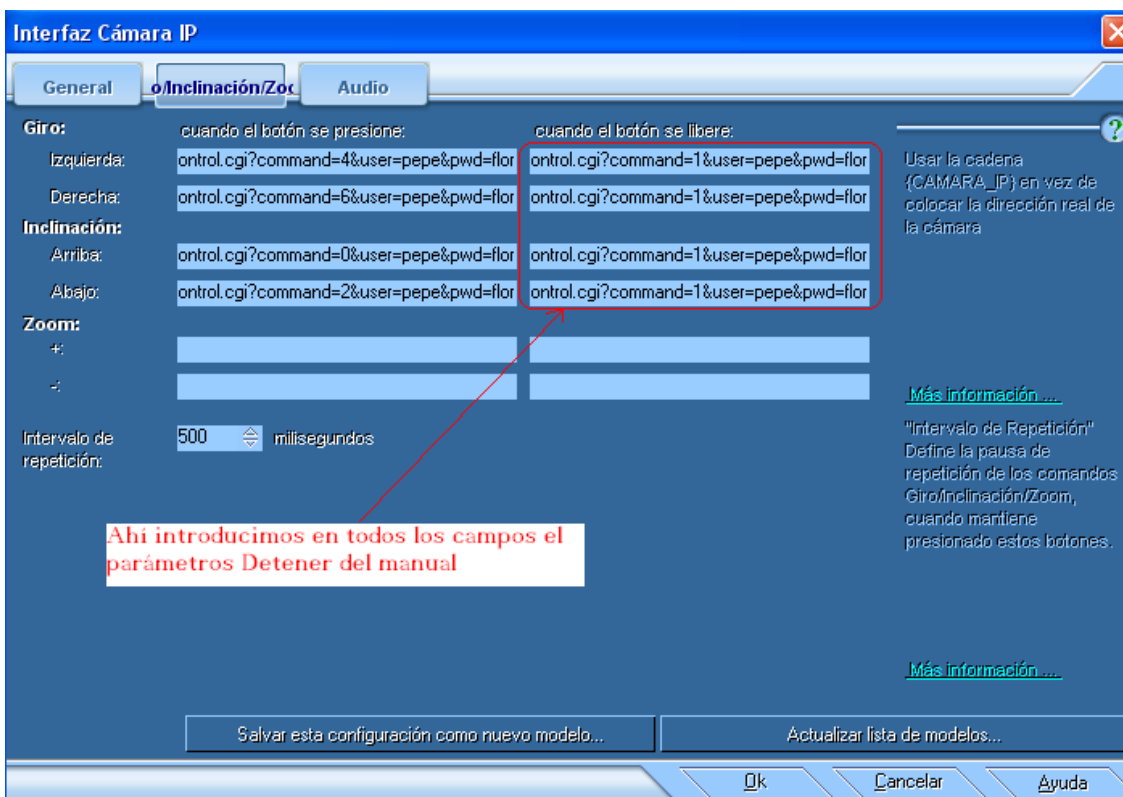 Interfaz Cámara IP
General
o/Inclinación/Zoo
Audio
Giro:
cuando el botón se presione:
cuando el botón se libere:
Izquierda:
ontrol.cgi?command=4&user=pepe&pwd=flor
ontrol.cgi?command=1&user=pepe&pwd=flor
Derecha:
ontrol.cgi?command=6&user=pepe&pwd=flor
ontrol.cgi?command=1&user=pepe&pwd=flor
Inclinación:
Arriba:
ontrol.cgi?command=0&user=pepe&pwd=flor
ontrol.cgi?command=1&user=pepe&pwd=flor
Abajo:
ontrol.cgi?command=2&user=pepe&pwd=flor
ontrol.cgi?command=1&user=pepe&pwd=flor
Zoom:
+:
-:
Intervalo de
repetición:
500
milisegundos
Ahí introducimos en todos los campos el
parámetros Detener del manual
?
Usar la cadena
{CAMARA_IP} en vez de
colocar la dirección real de
la cámara
Más información ...
"Intervalo de Repetición"
Define la pausa de
repetición de los comandos
Giro/Inclinación/Zoom,
cuando mantiene
presionado estos botones.
Más información ...
Salvar esta configuración como nuevo modelo...
Actualizar lista de modelos...
Ok
Cancelar
Ayuda